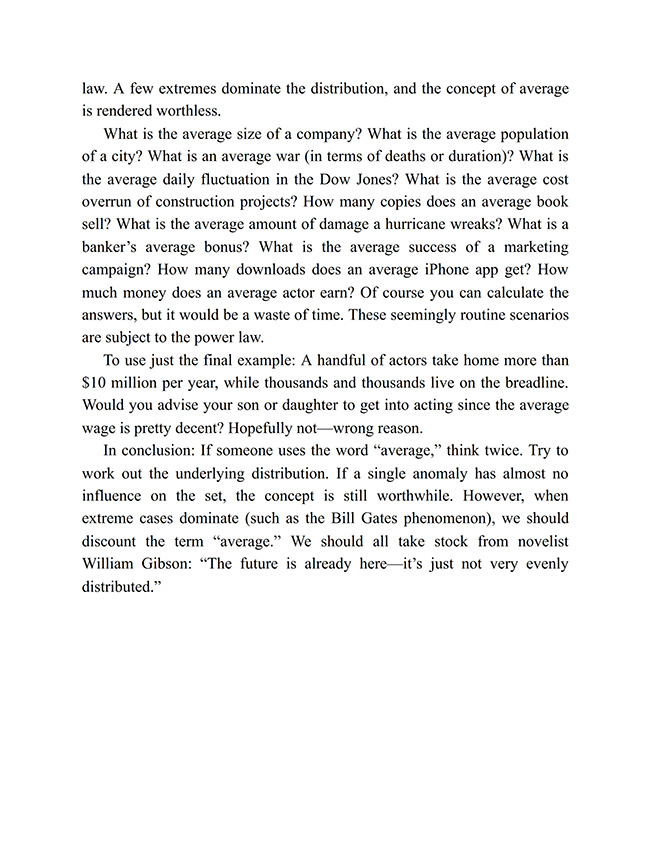 law. A few extremes dominate the distribution, and the concept of average
is rendered worthless.
What is the average size of a company? What is the average population
of a city? What is an average war (in terms of deaths or duration)? What is
the average daily fluctuation in the Dow Jones? What is the average cost
overrun of construction projects? How many copies does an average book
sell? What is the average amount of damage a hurricane wreaks? What is a
banker’s average bonus? What is the average success of a marketing
campaign? How many downloads does an average iPhone app get? How
much money does an average actor earn? Of course you can calculate the
answers, but it would be a waste of time. These seemingly routine scenarios
are subject to the power law.
To use just the final example: A handful of actors take home more than
$10 million per year, while thousands and thousands live on the breadline.
Would you advise your son or daughter to get into acting since the average
wage is pretty decent? Hopefully not—wrong reason.
In conclusion: If someone uses the word “average,” think twice. Try to
work out the underlying distribution. If a single anomaly has almost no
influence on the set, the concept is still worthwhile. However, when
extreme cases dominate (such as the Bill Gates phenomenon), we should
discount the term “average.” We should all take stock from novelist
William Gibson: “The future is already here—it’s just not very evenly
distributed.”